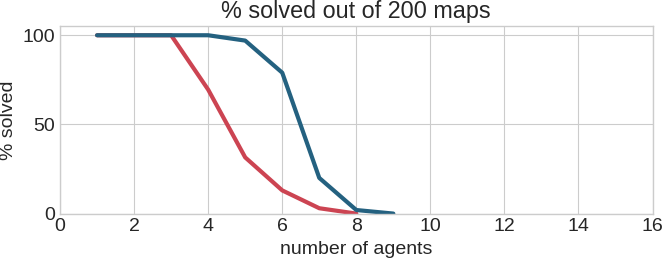 % solved out of 200 maps
100
50
0
% solved
0 2 4 6 8 10 12 14 16
number of agents